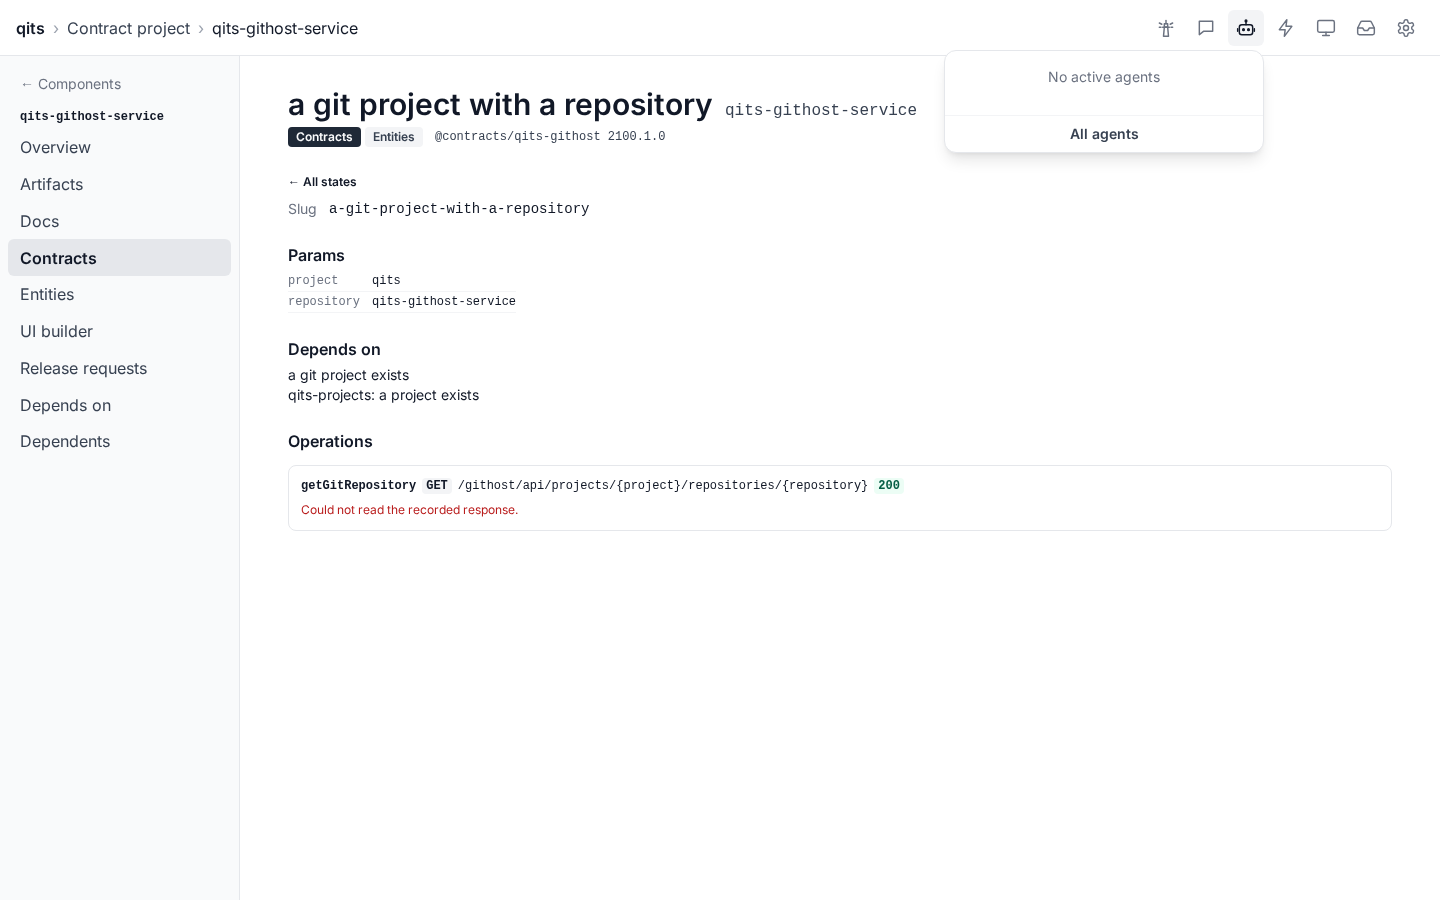 qits › Contract project › qits-githost-service
No active agents
All agents
← Components
qits-githost-service
Overview
Artifacts
Docs
Contracts
Entities
UI builder
Release requests
Depends on
Dependents
a git project with a repository qits-githost-service
Contracts Entities @contracts/qits-githost 2100.1.0
← All states
Slug a-git-project-with-a-repository
Params
project qits
repository qits-githost-service
Depends on
a git project exists
qits-projects: a project exists
Operations
getGitRepository GET /githost/api/projects/{project}/repositories/{repository} 200
Could not read the recorded response.